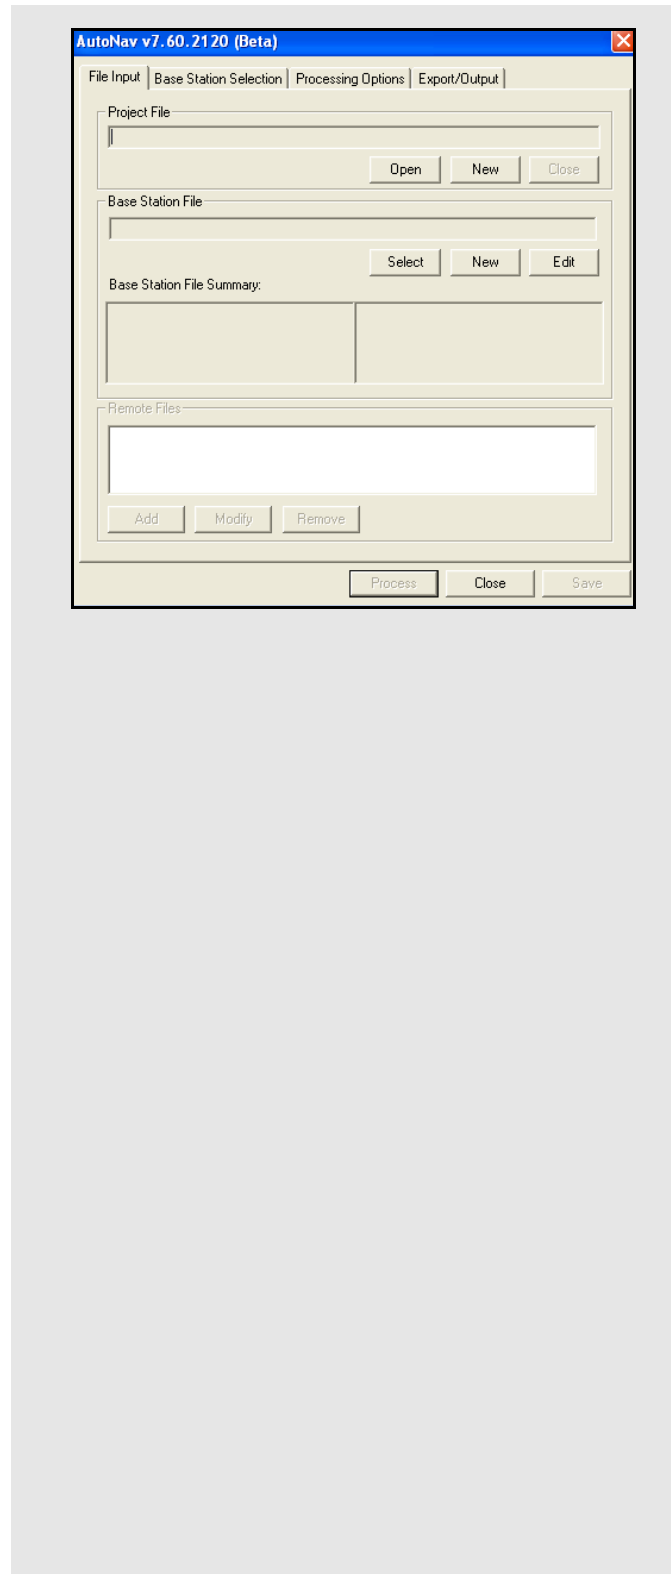 AutoNav v7.60.2120 (Beta)
File Input Base Station Selection Processing Options Export/Output
Project File
Open New Close
Base Station File
Select New Edit
Base Station File Summary:
Remote Files
Add Modify Remove
Process Close Save